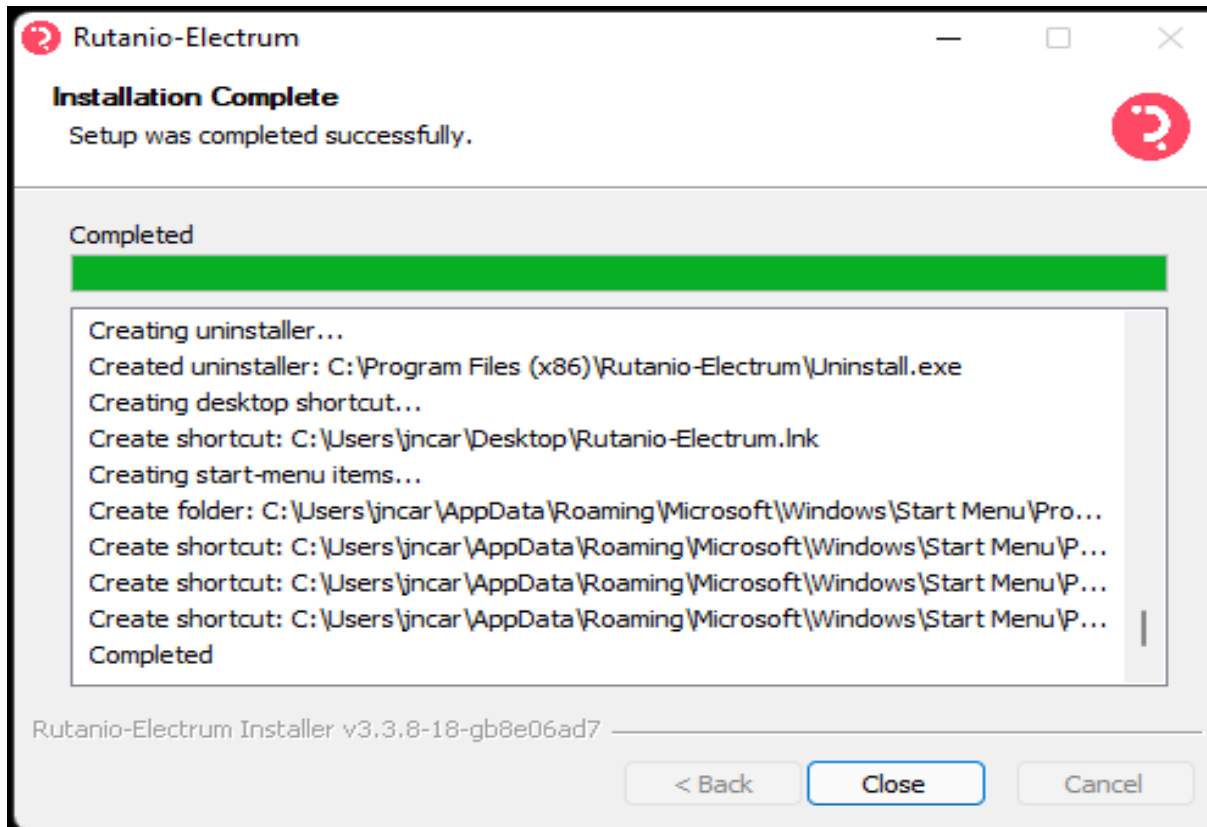 Rutanio-Electrum
Installation Complete
Setup was completed successfully.
Completed
Creating uninstaller...
Created uninstaller: C:\Program Files (x86)\Rutanio-Electrum\Uninstall.exe
Creating desktop shortcut...
Create shortcut: C:\Users\jncar\Desktop\Rutanio-Electrum.lnk
Creating start-menu items...
Create folder: C:\Users\jncar\AppData\Roaming\Microsoft\Windows\Start Menu\Pro...
Create shortcut: C:\Users\jncar\AppData\Roaming\Microsoft\Windows\Start Menu\P...
Create shortcut: C:\Users\jncar\AppData\Roaming\Microsoft\Windows\Start Menu\P...
Create shortcut: C:\Users\jncar\AppData\Roaming\Microsoft\Windows\Start Menu\P...
Completed
Rutanio-Electrum Installer v3.3.8-18-gb8e06ad7
< Back Close Cancel